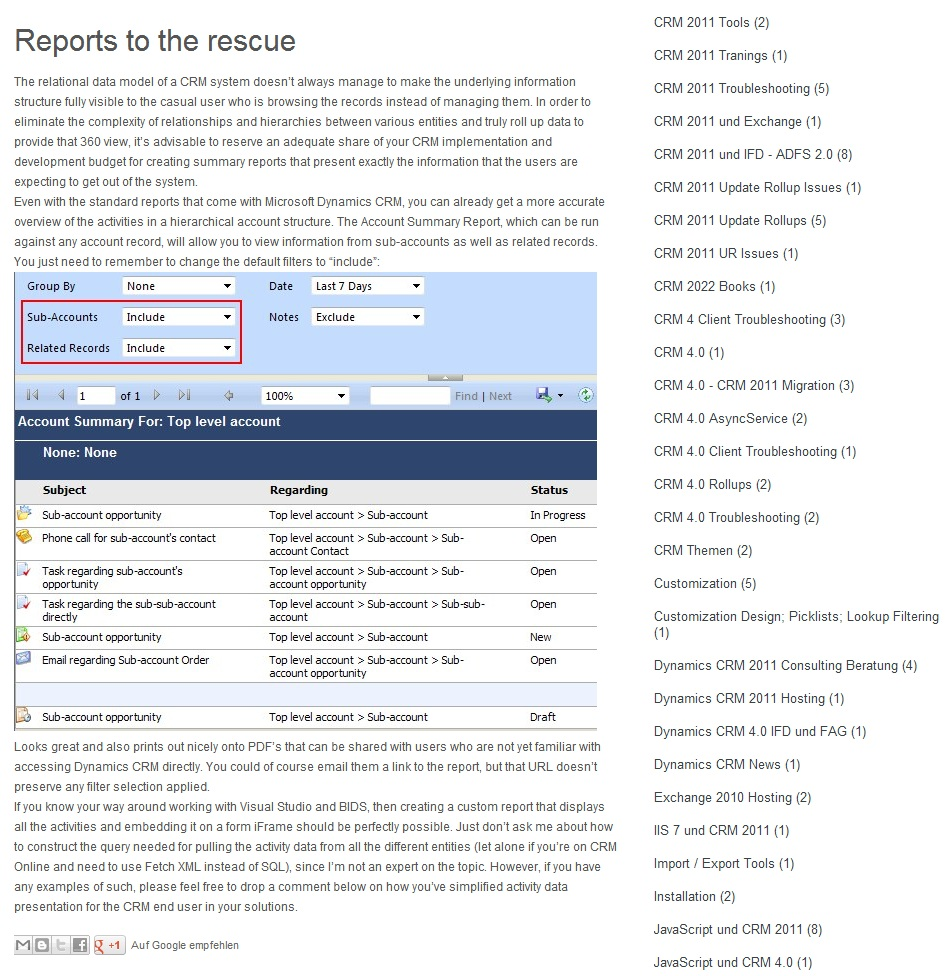 Reports to the rescue
The relational data model of a CRM system doesn't always manage to make the underlying information
structure fully visible to the casual user who is browsing the records instead of managing them. In order to
eliminate the complexity of relationships and hierarchies between various entities and truly roll up data to
provide that 360 view, it's advisable to reserve an adequate share of your CRM implementation and
development budget for creating summary reports that present exactly the information that the users are
expecting to get out of the system.
Even with the standard reports that come with Microsoft Dynamics CRM, you can already get a more accurate
overview of the activities in a hierarchical account structure. The Account Summary Report, which can be run
against any account record, will allow you to view information from sub-accounts as well as related records.
You just need to remember to change the default filters to “include”:
Group By None Date Last 7 Days
Sub-Accounts Include Notes Exclude
Related Records Include
1 of 1 100% Find | Next
Account Summary For: Top level account
None: None
Subject Regarding Status
Sub-account opportunity Top level account > Sub-account In Progress
Phone call for sub-account's contact Top level account > Sub-account > Sub- Open
account Contact
Task regarding sub-account's Top level account > Sub-account > Sub- Open
opportunity account opportunity
Task regarding the sub-sub-account Top level account > Sub-account > Sub-sub- Open
directly account
Sub-account opportunity Top level account > Sub-account New
Email regarding Sub-account Order Top level account > Sub-account > Sub- Open
account opportunity
Sub-account opportunity Top level account > Sub-account Draft
Looks great and also prints out nicely onto PDF's that can be shared with users who are not yet familiar with
accessing Dynamics CRM directly. You could of course email them a link to the report, but that URL doesn't
preserve any filter selection applied.
If you know your way around working with Visual Studio and BIDS, then creating a custom report that displays
all the activities and embedding it on a form iFrame should be perfectly possible. Just don't ask me about how
to construct the query needed for pulling the activity data from all the different entities (let alone if you're on CRM
Online and need to use Fetch XML instead of SQL), since I'm not an expert on the topic. However, if you have
any examples of such, please feel free to drop a comment below on how you've simplified activity data
presentation for the CRM end user in your solutions.
+1 Auf Google empfehlen
CRM 2011 Tools (2)
CRM 2011 Tranings (1)
CRM 2011 Troubleshooting (5)
CRM 2011 und Exchange (1)
CRM 2011 und IFD - ADFS 2.0 (8)
CRM 2011 Update Rollup Issues (1)
CRM 2011 Update Rollups (5)
CRM 2011 UR Issues (1)
CRM 2022 Books (1)
CRM 4 Client Troubleshooting (3)
CRM 4.0 (1)
CRM 4.0 - CRM 2011 Migration (3)
CRM 4.0 AsyncService (2)
CRM 4.0 Client Troubleshooting (1)
CRM 4.0 Rollups (2)
CRM 4.0 Troubleshooting (2)
CRM Themen (2)
Customization (5)
Customization Design; Picklists; Lookup Filtering
(1)
Dynamics CRM 2011 Consulting Beratung (4)
Dynamics CRM 2011 Hosting (1)
Dynamics CRM 4.0 IFD und FAG (1)
Dynamics CRM News (1)
Exchange 2010 Hosting (2)
IIS 7 und CRM 2011 (1)
Import / Export Tools (1)
Installation (2)
JavaScript und CRM 2011 (8)
JavaScript und CRM 4.0 (1)